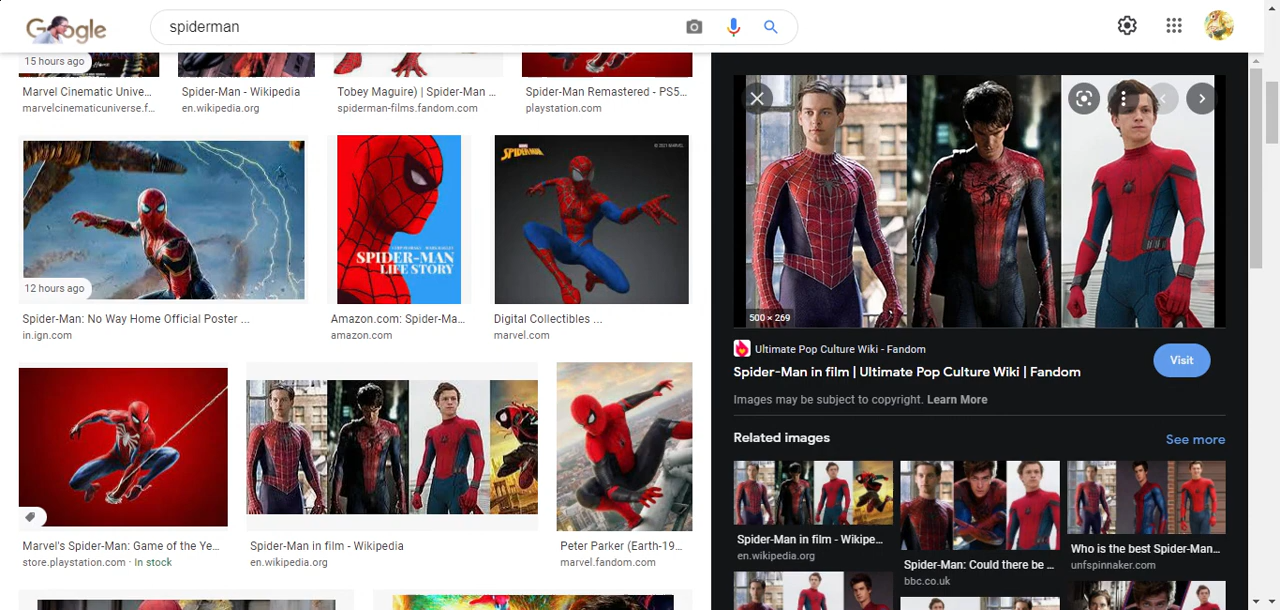 Google
spiderman
15 hours ago
Marvel Cinematic Unive...
marvelcinematicuniverse.f...
Spider-Man - Wikipedia
en.wikipedia.org
Tobey Maguire) | Spider-Man ...
spiderman-films.fandom.com
Spider-Man Remastered - PS5...
playstation.com
12 hours ago
Spider-Man: No Way Home Official Poster ...
in.ign.com
SPIDER-MAN
LIFE STORY
Amazon.com: Spider-Ma...
amazon.com
MARVEL
SPIDER-MAN
© 2021 MARVEL
Digital Collectibles ...
marvel.com
Marvel's Spider-Man: Game of the Ye...
store.playstation.com · In stock
Spider-Man in film - Wikipedia
en.wikipedia.org
Peter Parker (Earth-19...
marvel.fandom.com
500 × 269
Ultimate Pop Culture Wiki - Fandom
Visit
Spider-Man in film | Ultimate Pop Culture Wiki | Fandom
Images may be subject to copyright. Learn More
Related images
See more
Spider-Man in film - Wikipe...
en.wikipedia.org
Spider-Man: Could there be ...
bbc.co.uk
Who is the best Spider-Man...
unfspinnaker.com